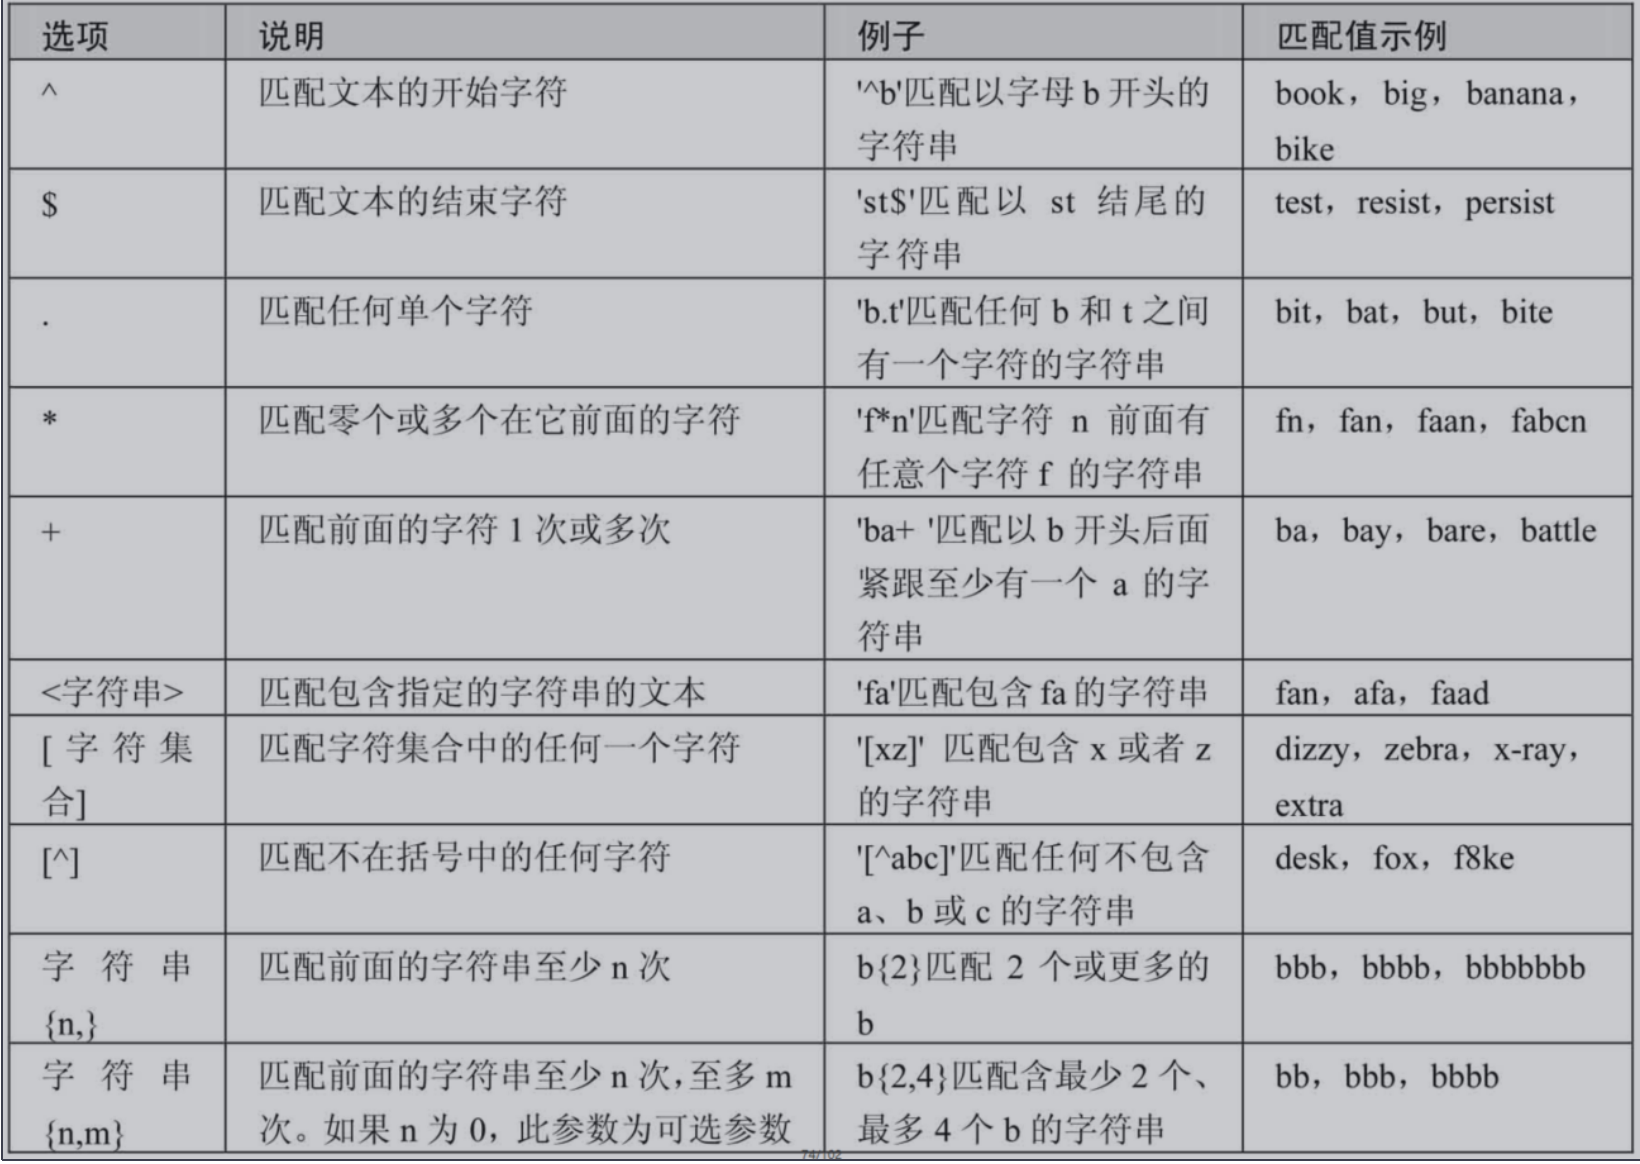 选项 说明 例子 匹配值示例
^ 匹配文本的开始字符 '^b'匹配以字母 b 开头的 book，big，banana，
字符串 bike
$ 匹配文本的结束字符 'st$'匹配以 st 结尾的 test，resist，persist
字符串
. 匹配任何单个字符 'b.t'匹配任何 b 和 t 之间 bit，bat，but，bite
有一个字符的字符串
* 匹配零个或多个在它前面的字符 'f*n'匹配字符 n 前面有 fn，fan，faan，fabcn
任意个字符 f 的字符串
+ 匹配前面的字符 1 次或多次 'ba+ '匹配以 b 开头后面 ba，bay，bare，battle
紧跟至少有一个 a 的字
符串
<字符串> 匹配包含指定的字符串的文本 'fa'匹配包含 fa 的字符串 fan，afa，faad
[ 字 符 集 匹配字符集合中的任何一个字符 '[xz]' 匹配包含 x 或者 z dizzy，zebra，x-ray，
合] 的字符串 extra
[^] 匹配不在括号中的任何字符 '[^abc]'匹配任何不包含 desk，fox，f8ke
a、b 或 c 的字符串
字 符 串 匹配前面的字符串至少 n 次 b{2}匹配 2 个或更多的 bbb，bbbb，bbbbbbb
{n,} b
字 符 串 匹配前面的字符串至少 n 次，至多 m b{2,4}匹配含最少 2 个、 bb，bbb，bbbb
{n,m} 次。如果 n 为 0，此参数为可选参数 最多 4 个 b 的字符串
74/102